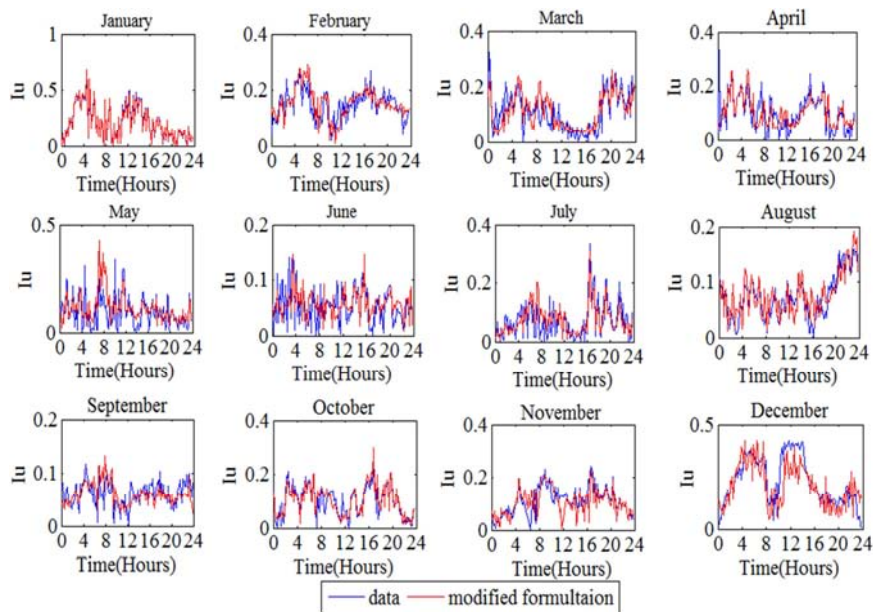 January
February
March
April
1
0.4
0.4
0.4
Iu
0.5
Iu
0.2
Iu
0.2
Iu
0.2
0
0
0
0
0 4 8 12 16 20 24
0 4 8 12 16 20 24
0 4 8 12 16 20 24
0 4 8 12 16 20 24
Time(Hours)
Time(Hours)
Time(Hours)
Time(Hours)
May
June
July
August
0.5
0.2
0.4
0.2
Iu
Iu
0.1
Iu
0.2
Iu
0.1
0
0
0
0
0 4 8 12 16 20 24
0 4 8 12 16 20 24
0 4 8 12 16 20 24
0 4 8 12 16 20 24
Time(Hours)
Time(Hours)
Time(Hours)
Time(Hours)
September
October
November
December
0.2
0.4
0.4
0.5
Iu
0.1
Iu
0.2
Iu
0.2
Iu
0
0
0
0
0 4 8 12 16 20 24
0 4 8 12 16 20 24
0 4 8 12 16 20 24
0 4 8 12 16 20 24
Time(Hours)
Time(Hours)
Time(Hours)
Time(Hours)
data
modified formultaion